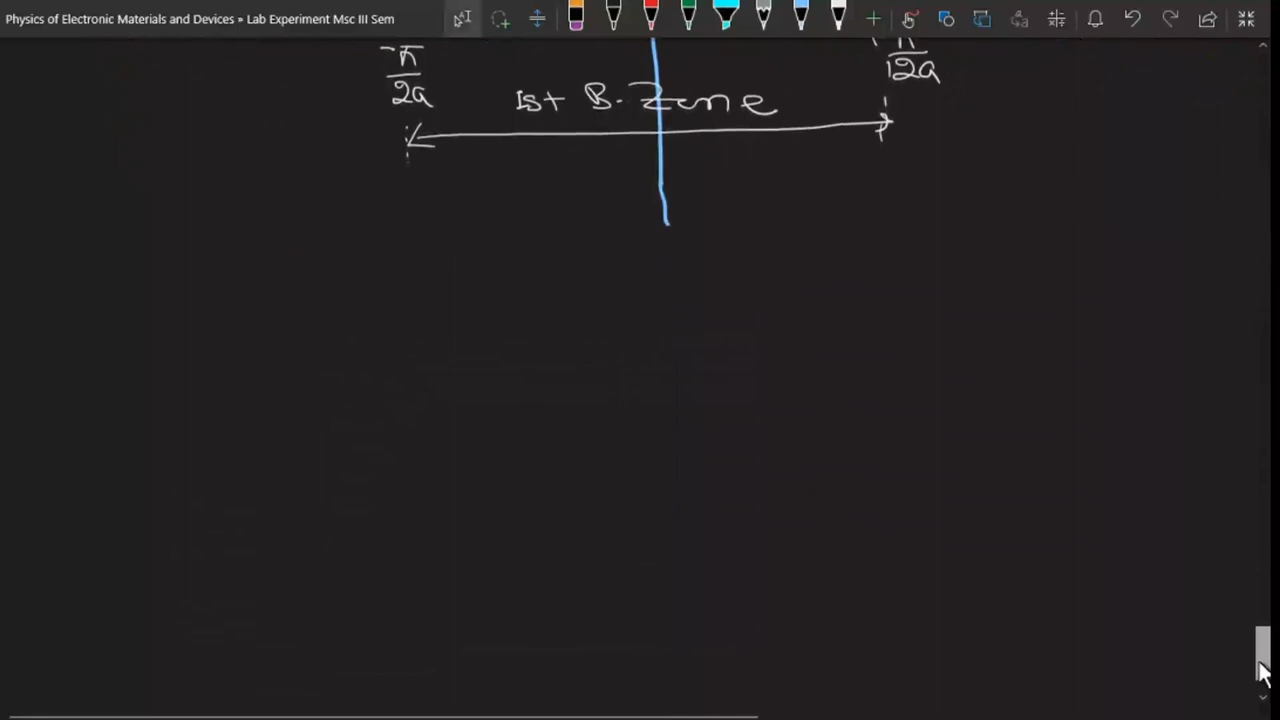 Physics of Electronic Materials and Devices » Lab Experiment Msc III Sem
-π/2a
π/2a
1st B. Zone